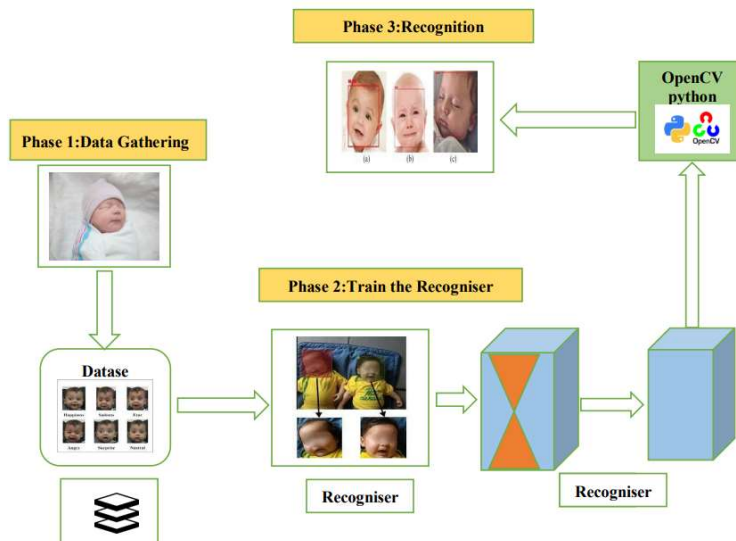 Phase 3:Recognition
OpenCV
python
OpenCV
(a) (b) (c)
Phase 1:Data Gathering
Phase 2:Train the Recogniser
Datase
Happiness Sadness Fear
Angry Surprise Neutral
Recogniser
Recogniser